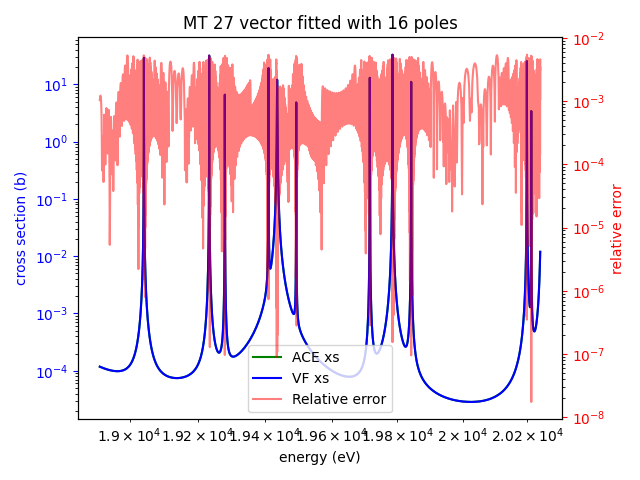 MT 27 vector fitted with 16 poles
cross section (b)
10¹
10⁰
10⁻¹
10⁻²
10⁻³
10⁻⁴
10⁻²
10⁻³
10⁻⁴
10⁻⁵
10⁻⁶
10⁻⁷
10⁻⁸
relative error
ACE xs
VF xs
Relative error
1.9 × 10⁴ 1.92 × 10⁴ 1.94 × 10⁴ 1.96 × 10⁴ 1.98 × 10⁴ 2 × 10⁴ 2.02 × 10⁴
energy (eV)